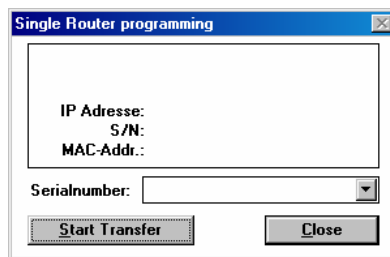 Single Router programming
IP Adresse:
S/N:
MAC-Addr.:
Serialnumber:
Start Transfer Close